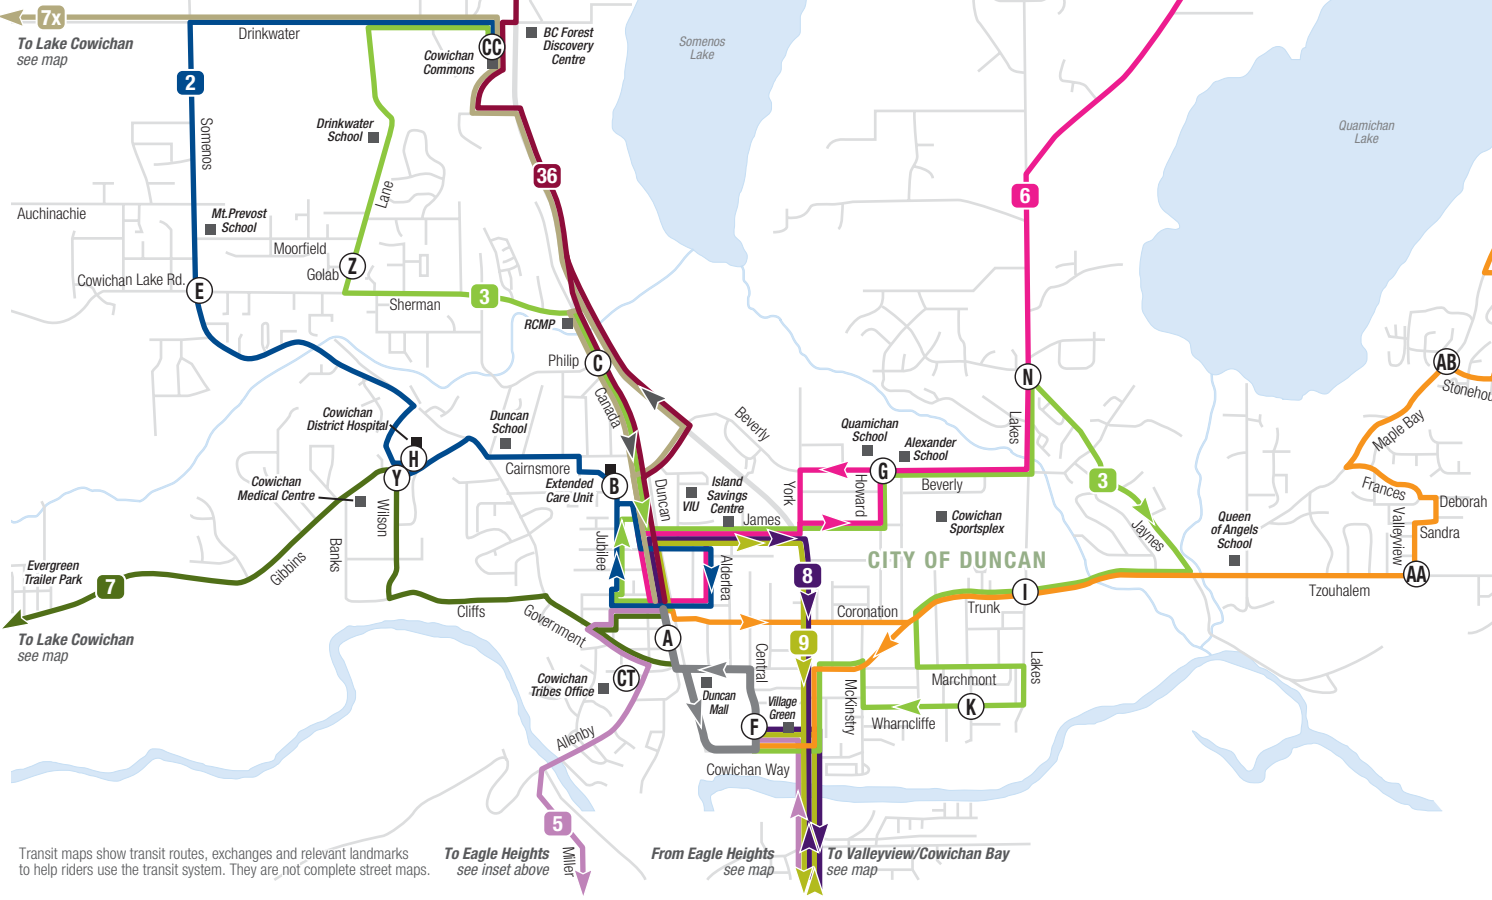 7x
To Lake Cowichan
see map
Drinkwater
CC
Cowichan
Commons
BC Forest
Discovery
Centre
Somenos
Lake
Quamichan
Lake
2
Somenos
Drinkwater
School
Lane
36
6
Auchinachie
Mt.Prevost
School
Moorfield
Golab
Z
Cowichan Lake Rd.
E
Sherman
3
RCMP
Philip
C
Canada
N
AB
Stonehou
Maple Bay
Cowichan
District Hospital
Duncan
School
Beverly
Quamichan
School
Alexander
School
Lakes
H
Y
Cairnsmore
Extended
Care Unit
B
Duncan
VIU
Island
Savings
Centre
James
York
Howard
G
Beverly
3
Frances
Deborah
Cowichan
Medical Centre
Wilson
Banks
Gibbins
Jubilee
Alderlea
Cowichan
Sportsplex
CITY OF DUNCAN
Jaynes
Queen
of Angels
School
Valleyview
Sandra
AA
Evergreen
Trailer Park
7
To Lake Cowichan
see map
Cliffs
Government
8
Coronation
Trunk
I
Tzouhalem
A
9
Central
CT
Cowichan
Tribes Office
Duncan
Mall
Village
Green
F
McKinstry
Marchmont
Lakes
K
Wharncliffe
Allenby
Cowichan Way
5
Miller
Transit maps show transit routes, exchanges and relevant landmarks
to help riders use the transit system. They are not complete street maps.
To Eagle Heights
see inset above
From Eagle Heights
see map
To Valleyview/Cowichan Bay
see map